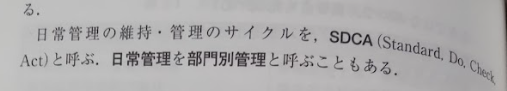 る.
日常管理の維持・管理のサイクルを，SDCA (Standard, Do, Check,
Act)と呼ぶ. 日常管理を部門別管理と呼ぶこともある.